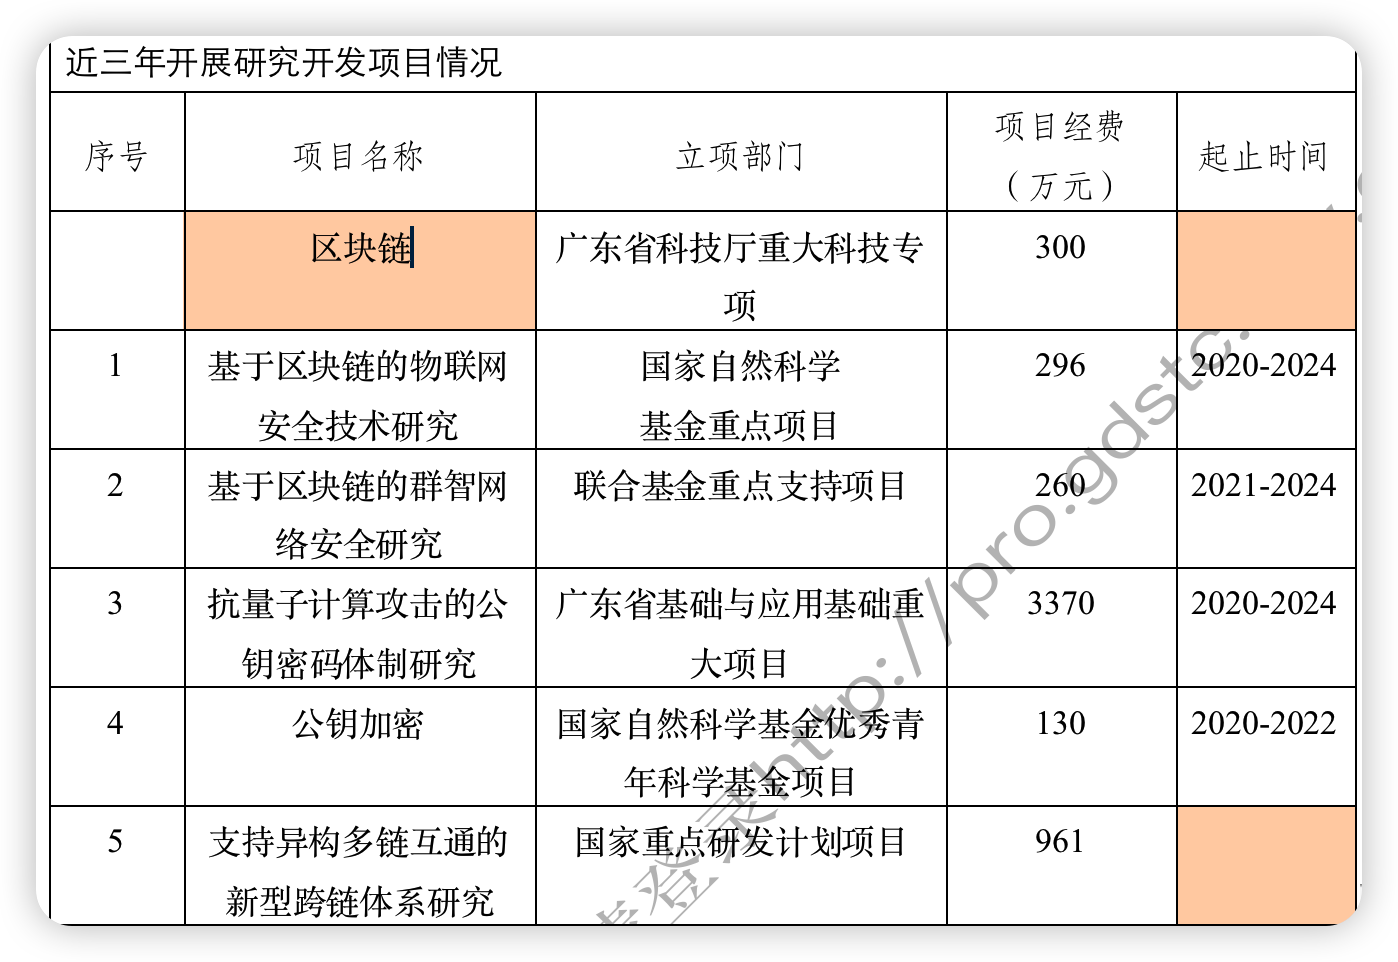 近三年开展研究开发项目情况
序号 项目名称 立项部门 项目经费 起止时间
（万元）
区块链 广东省科技厅重大科技专 300
项
1 基于区块链的物联网 国家自然科学 296 2020-2024
安全技术研究 基金重点项目
2 基于区块链的群智网 联合基金重点支持项目 260 2021-2024
络安全研究
3 抗量子计算攻击的公 广东省基础与应用基础重 3370 2020-2024
钥密码体制研究 大项目
4 公钥加密 国家自然科学基金优秀青 130 2020-2022
年科学基金项目
5 支持异构多链互通的 国家重点研发计划项目 961
新型跨链体系研究
登录http://pro.gdstc.